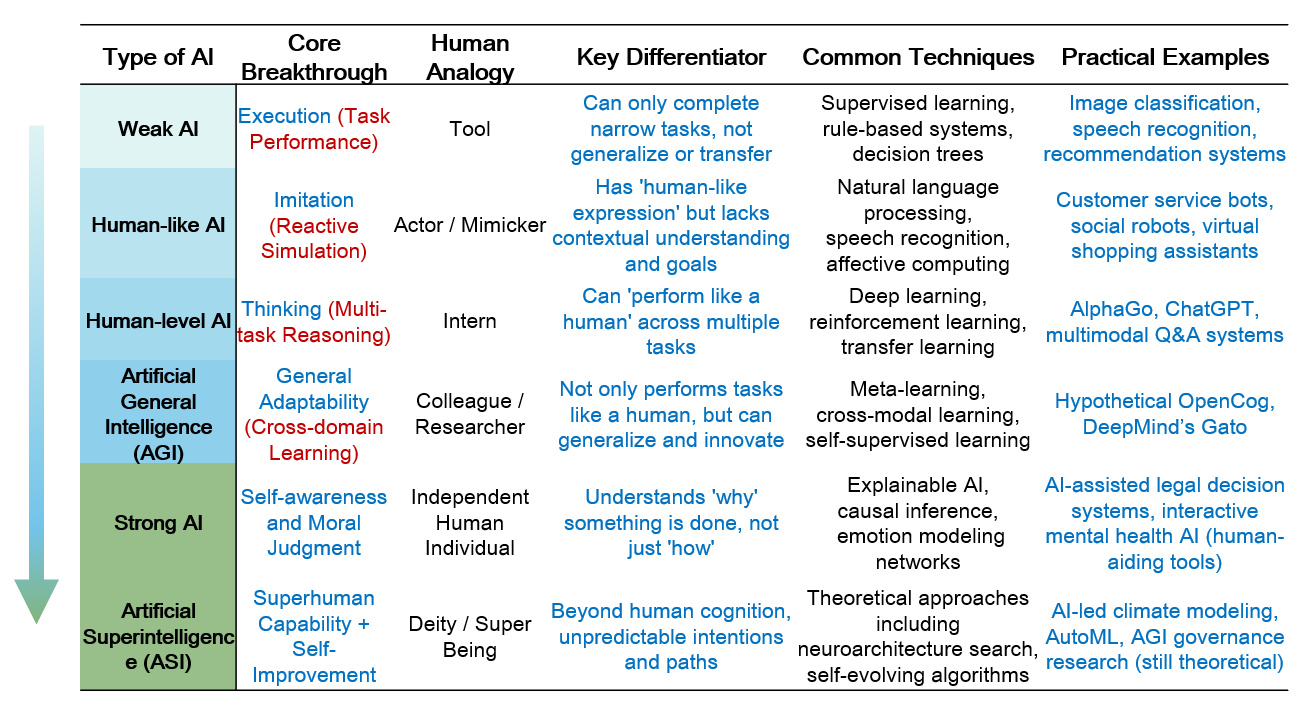 Type of AI
Core
Breakthrough
Human
Analogy
Key Differentiator
Common Techniques
Practical Examples
Weak AI
Execution (Task
Performance)
Tool
Can only complete
narrow tasks, not
generalize or transfer
Supervised learning,
rule-based systems,
decision trees
Image classification,
speech recognition,
recommendation systems
Human-like AI
Imitation
(Reactive
Simulation)
Actor / Mimicker
Has 'human-like
expression' but lacks
contextual understanding
and goals
Natural language
processing,
speech recognition,
affective computing
Customer service bots,
social robots, virtual
shopping assistants
Human-level AI
Thinking (Multi-
task Reasoning)
Intern
Can 'perform like a
human' across multiple
tasks
Deep learning,
reinforcement learning,
transfer learning
AlphaGo, ChatGPT,
multimodal Q&A systems
Artificial
General
Intelligence
(AGI)
General
Adaptability
(Cross-domain
Learning)
Colleague /
Researcher
Not only performs tasks
like a human, but can
generalize and innovate
Meta-learning,
cross-modal learning,
self-supervised learning
Hypothetical OpenCog,
DeepMind's Gato
Strong AI
Self-awareness
and Moral
Judgment
Independent
Human
Individual
Understands 'why'
something is done, not
just 'how'
Explainable AI,
causal inference,
emotion modeling
networks
AI-assisted legal decision
systems, interactive
mental health AI (human-
aiding tools)
Artificial
Superintelligenc
e (ASI)
Superhuman
Capability +
Self-
Improvement
Deity / Super
Being
Beyond human cognition,
unpredictable intentions
and paths
Theoretical approaches
including
neuroarchitecture search,
self-evolving algorithms
AI-led climate modeling,
AutoML, AGI governance
research (still theoretical)